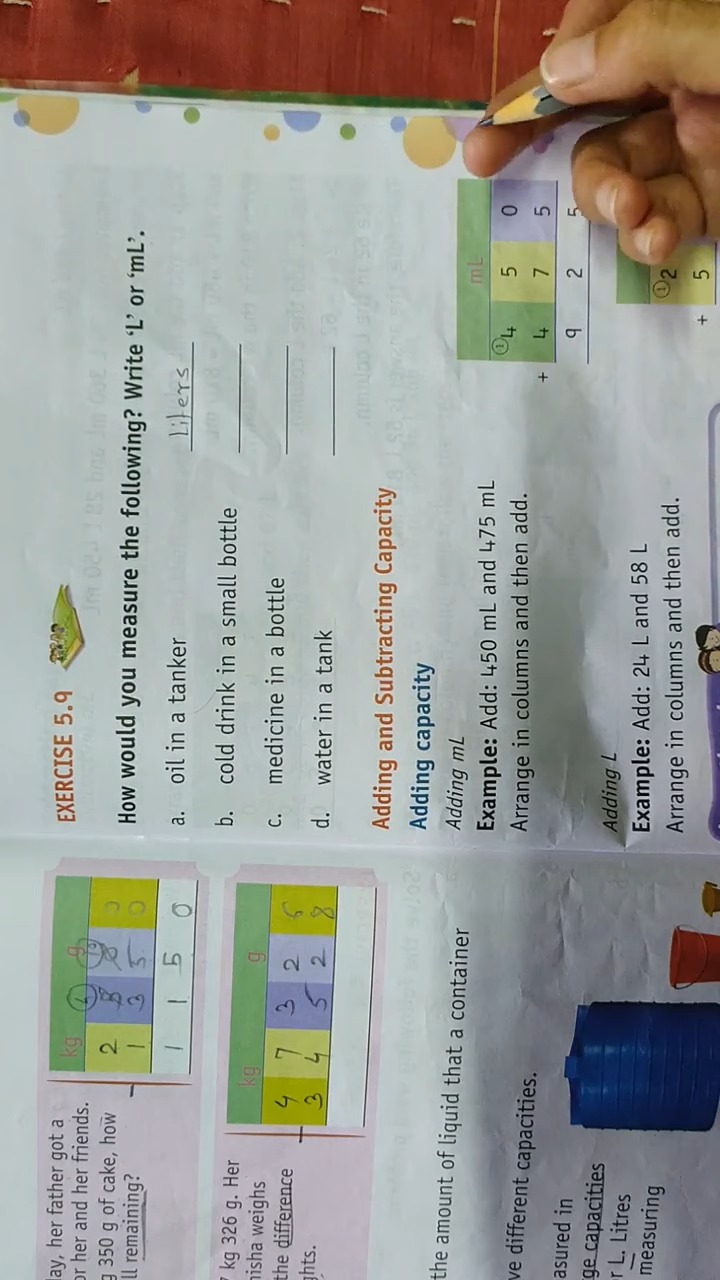 lay, her father got a
or her and her friends.
g 350 g of cake, how
ll remaining?
kg g
2
- 1 3 5 0
1 1 5 0
7 kg 326 g. Her
nisha weighs
the difference
ghts.
kg g
4 7 3 2 6
- 3 4 5 2 8
the amount of liquid that a container
ve different capacities.
asured in
ge capacities
L. Litres
measuring
EXERCISE 5.9
How would you measure the following? Write ‘L’ or ‘mL’.
a. oil in a tanker Liters
b. cold drink in a small bottle
c. medicine in a bottle
d. water in a tank
Adding and Subtracting Capacity
Adding capacity
Adding mL
Example: Add: 450 mL and 475 mL
Arrange in columns and then add.
mL
1 4 5 0
+ 4 7 5
9 2 5
Adding L
Example: Add: 24 L and 58 L
Arrange in columns and then add.
1 2
+ 5